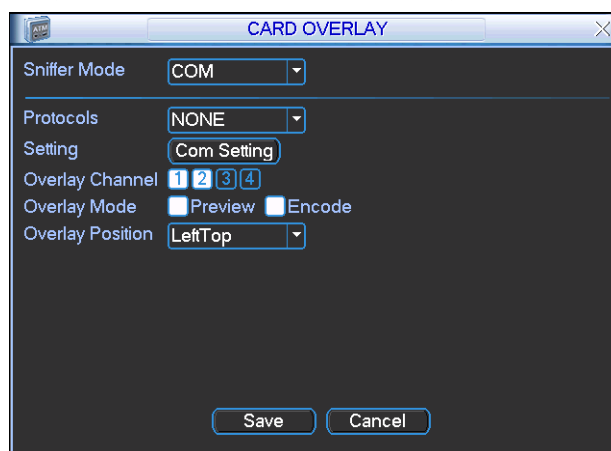 ATM
CARD OVERLAY
Sniffer Mode COM
Protocols NONE
Setting Com Setting
Overlay Channel 1 2 3 4
Overlay Mode Preview Encode
Overlay Position LeftTop
Save Cancel